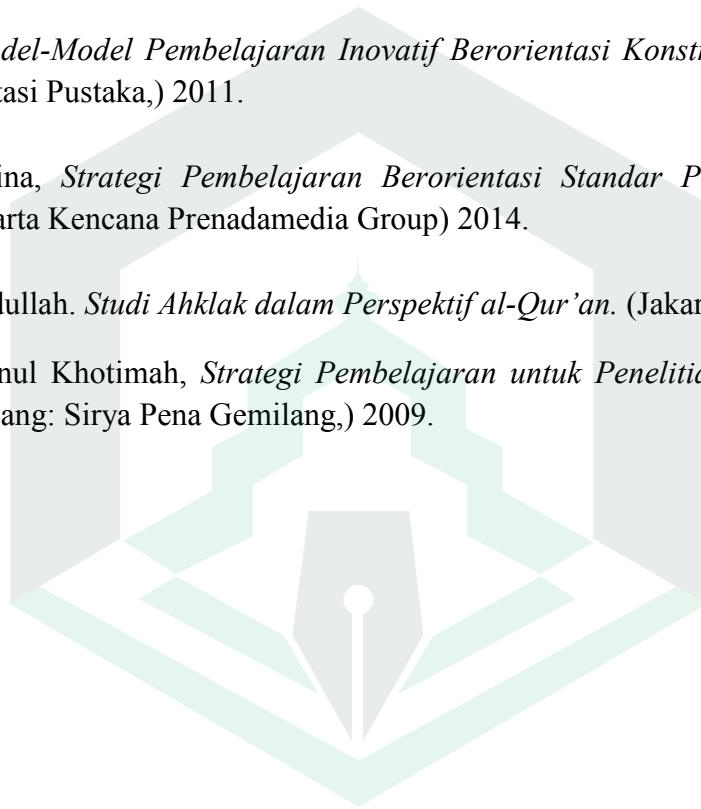 del-Model Pembelajaran Inovatif Berorientasi Konst
tasi Pustaka,) 2011.
ina, Strategi Pembelajaran Berorientasi Standar P
arta Kencana Prenadamedia Group) 2014.
dullah. Studi Ahklak dalam Perspektif al-Qur’an. (Jakar
nul Khotimah, Strategi Pembelajaran untuk Penelitia
ang: Sirya Pena Gemilang,) 2009.